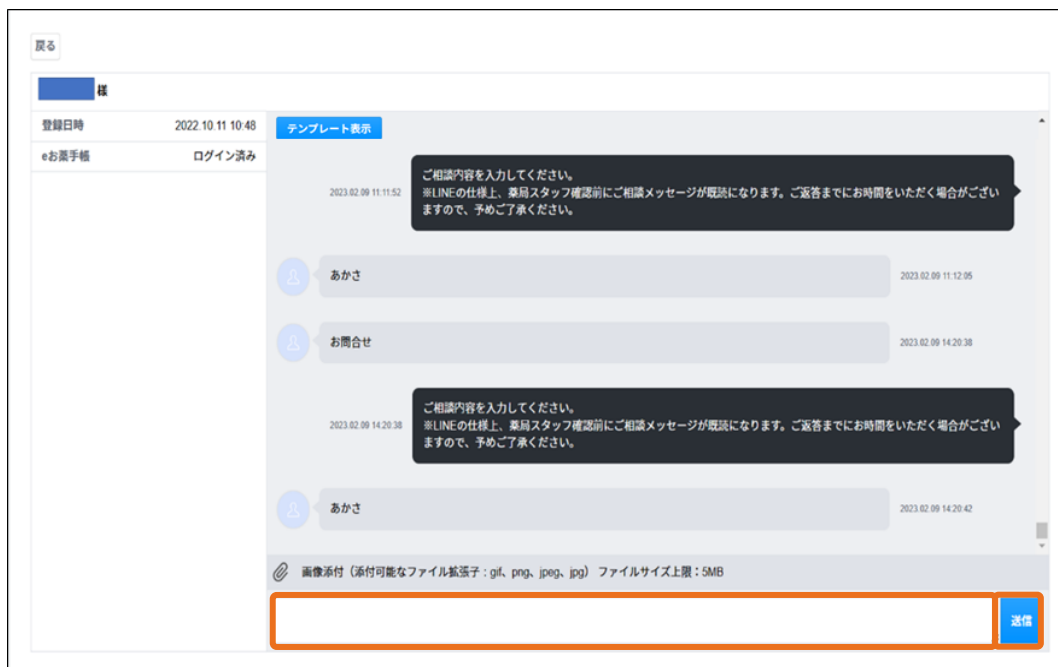 戻る
様
登録日時 2022.10.11 10:48
eお薬手帳 ログイン済み
テンプレート表示
ご相談内容を入力してください。
2023.02.09 11:11:52
※LINEの仕様上、薬局スタッフ確認前にご相談メッセージが既読になります。ご返答までにお時間をいただく場合がござい
ますので、予めご了承ください。
あかさ 2023.02.09 11:12:05
お問合せ 2023.02.09 14:20:38
ご相談内容を入力してください。
2023.02.09 14:20:38
※LINEの仕様上、薬局スタッフ確認前にご相談メッセージが既読になります。ご返答までにお時間をいただく場合がござい
ますので、予めご了承ください。
あかさ 2023.02.09 14:20:42
画像添付（添付可能なファイル拡張子：gif、png、jpeg、jpg） ファイルサイズ上限：5MB
送信